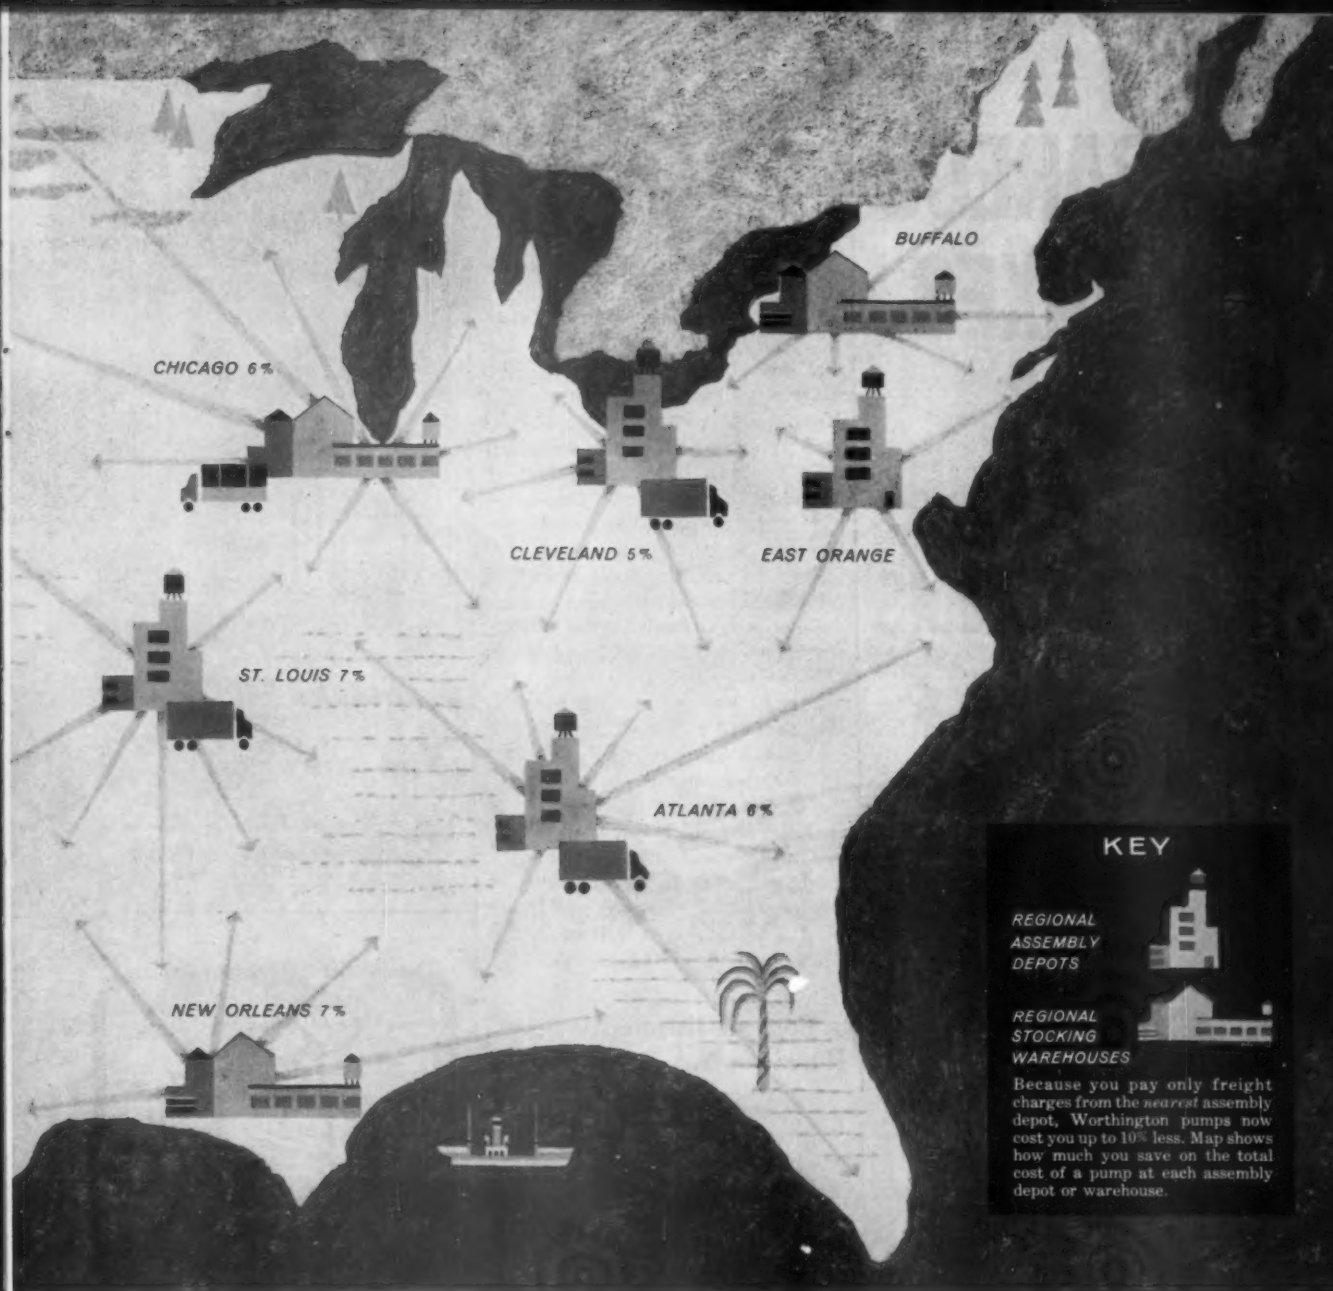 BUFFALO
CHICAGO 6%
CLEVELAND 5%
EAST ORANGE
ST. LOUIS 7%
ATLANTA 6%
NEW ORLEANS 7%
KEY
REGIONAL
ASSEMBLY
DEPOTS
REGIONAL
STOCKING
WAREHOUSES
Because you pay only freight
charges from the nearest assembly
depot, Worthington pumps now
cost you up to 10% less. Map shows
how much you save on the total
cost of a pump at each assembly
depot or warehouse.